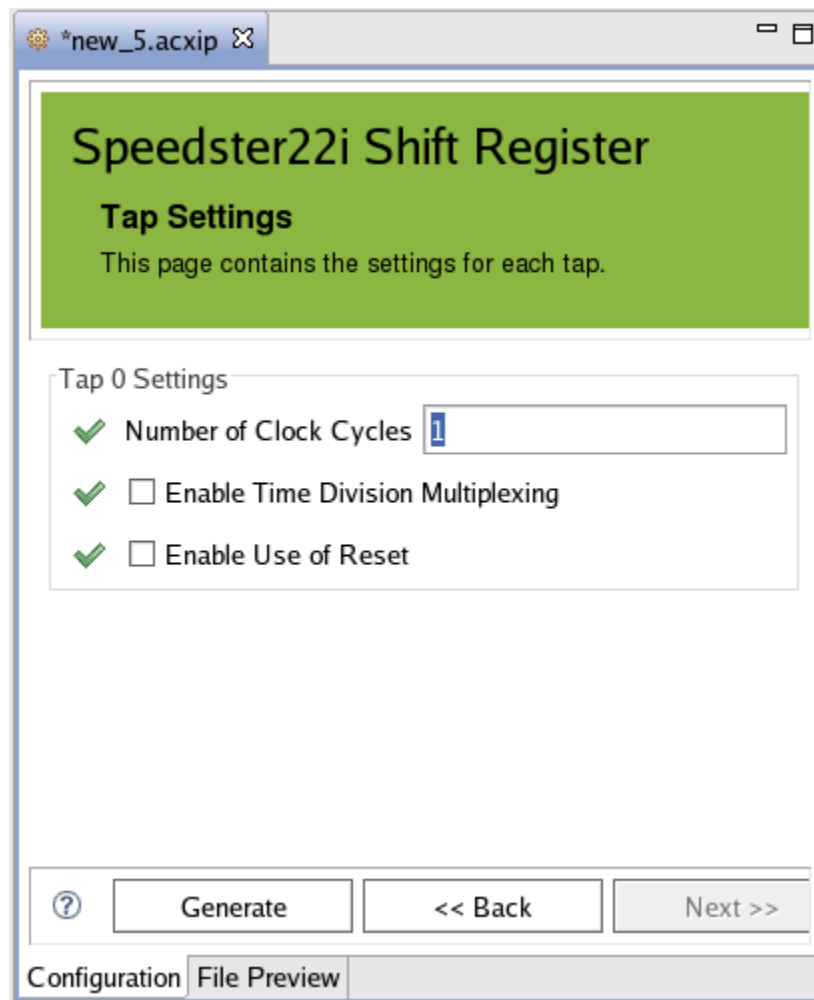 *new_5.acxip
Speedster22i Shift Register
Tap Settings
This page contains the settings for each tap.
Tap 0 Settings
Number of Clock Cycles 1
Enable Time Division Multiplexing
Enable Use of Reset
? Generate << Back Next >>
Configuration File Preview